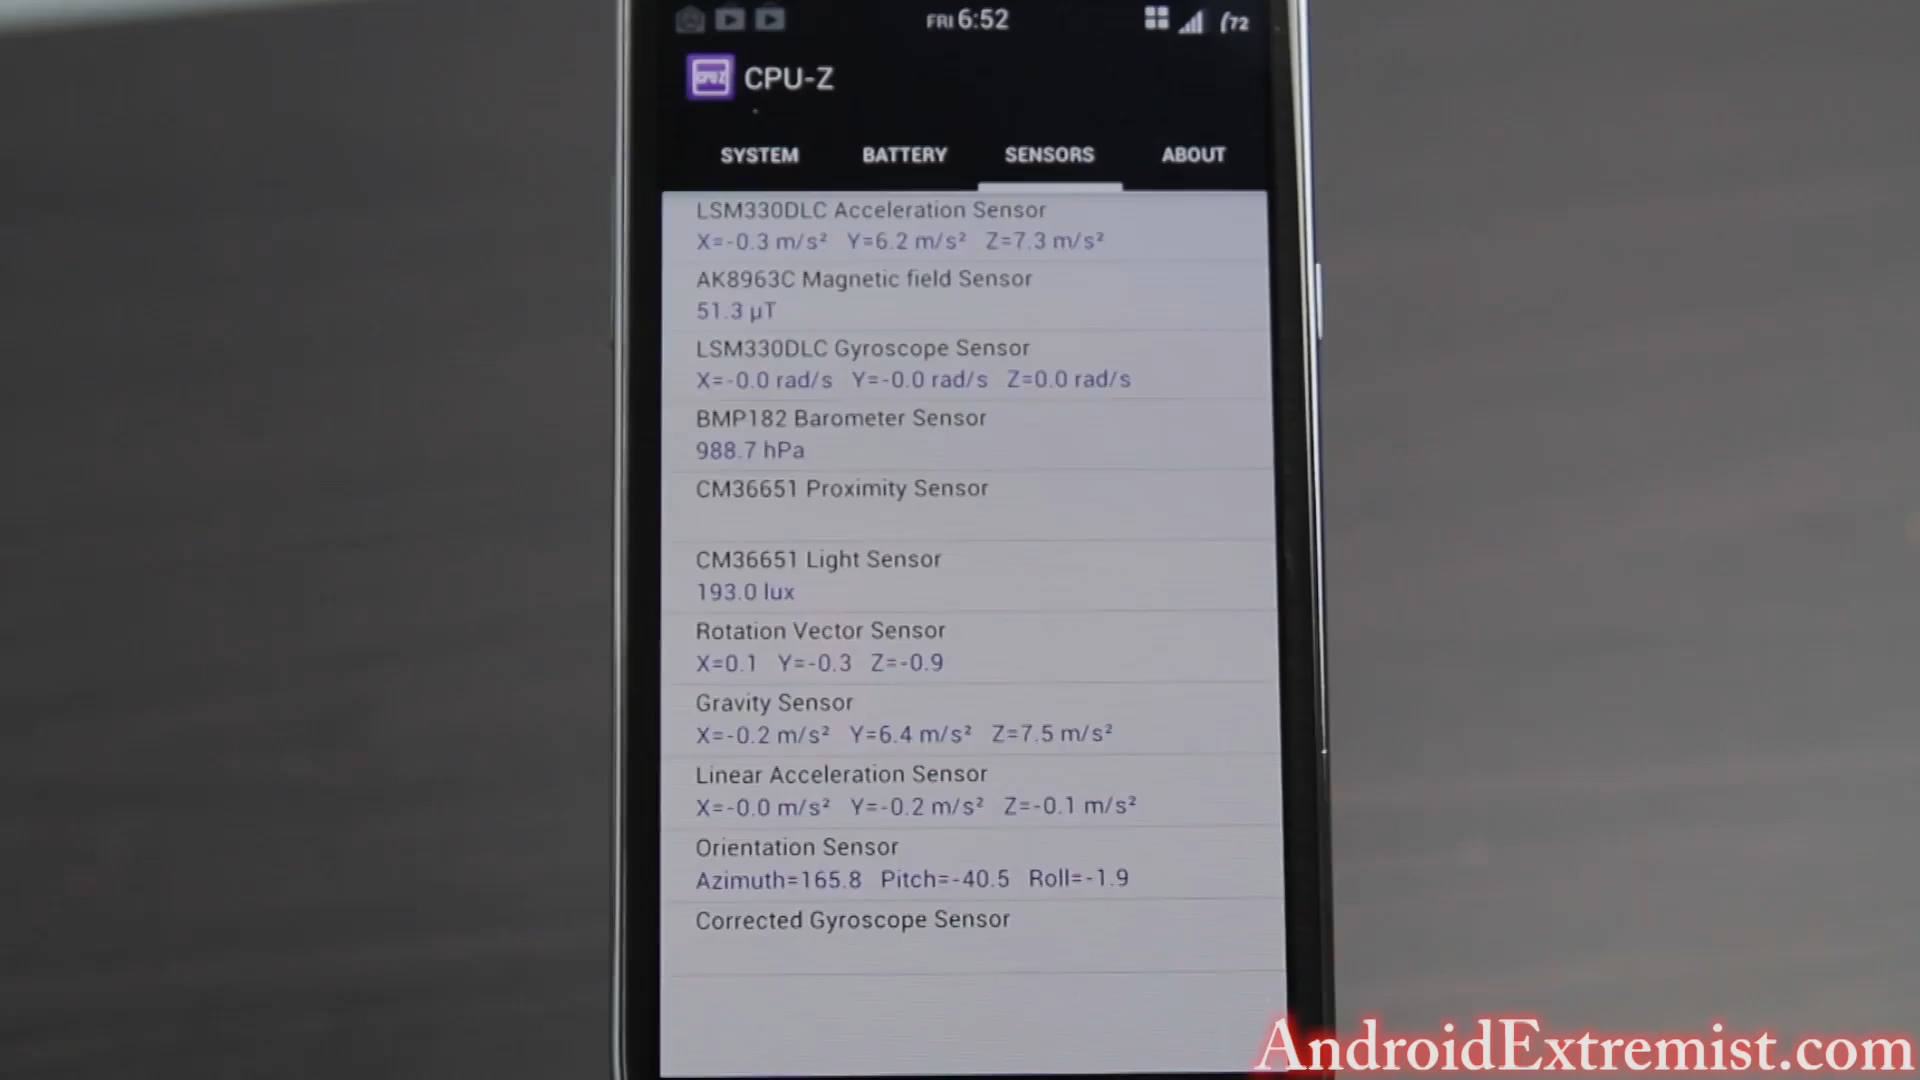 FRI 6:52
72
CPU-Z
SYSTEM BATTERY SENSORS ABOUT
LSM330DLC Acceleration Sensor
X=-0.3 m/s² Y=6.2 m/s² Z=7.3 m/s²
AK8963C Magnetic field Sensor
51.3 µT
LSM330DLC Gyroscope Sensor
X=-0.0 rad/s Y=-0.0 rad/s Z=0.0 rad/s
BMP182 Barometer Sensor
988.7 hPa
CM36651 Proximity Sensor
CM36651 Light Sensor
193.0 lux
Rotation Vector Sensor
X=0.1 Y=-0.3 Z=-0.9
Gravity Sensor
X=-0.2 m/s² Y=6.4 m/s² Z=7.5 m/s²
Linear Acceleration Sensor
X=-0.0 m/s² Y=-0.2 m/s² Z=-0.1 m/s²
Orientation Sensor
Azimuth=165.8 Pitch=-40.5 Roll=-1.9
Corrected Gyroscope Sensor
AndroidExtremist.com